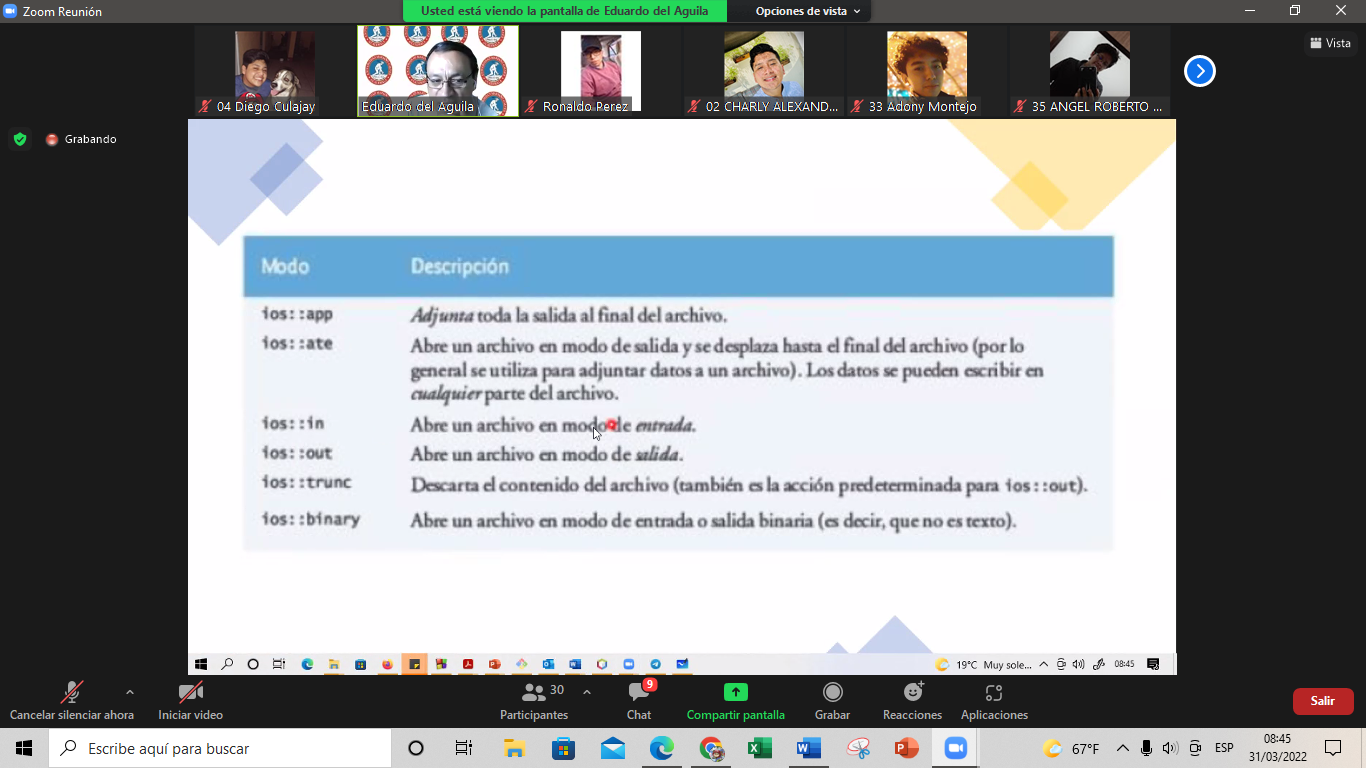 Zoom Reunión
Usted está viendo la pantalla de Eduardo del Aguila
Opciones de vista
Vista
04 Diego Culajay
Eduardo del Aguila
Ronaldo Perez
02 CHARLY ALEXAND...
33 Adony Montejo
35 ANGEL ROBERTO ...
Grabando
Modo Descripción
ios::app Adjunta toda la salida al final del archivo.
ios::ate Abre un archivo en modo de salida y se desplaza hasta el final del archivo (por lo
general se utiliza para adjuntar datos a un archivo). Los datos se pueden escribir en
cualquier parte del archivo.
ios::in Abre un archivo en modo de entrada.
ios::out Abre un archivo en modo de salida.
ios::trunc Descarta el contenido del archivo (también es la acción predeterminada para ios::out).
ios::binary Abre un archivo en modo de entrada o salida binaria (es decir, que no es texto).
19°C Muy sole... 08:45
Cancelar silenciar ahora
Iniciar video
30
Participantes
9
Chat
Compartir pantalla
Grabar
Reacciones
Aplicaciones
Salir
Escribe aquí para buscar
67°F
ESP
08:45
31/03/2022